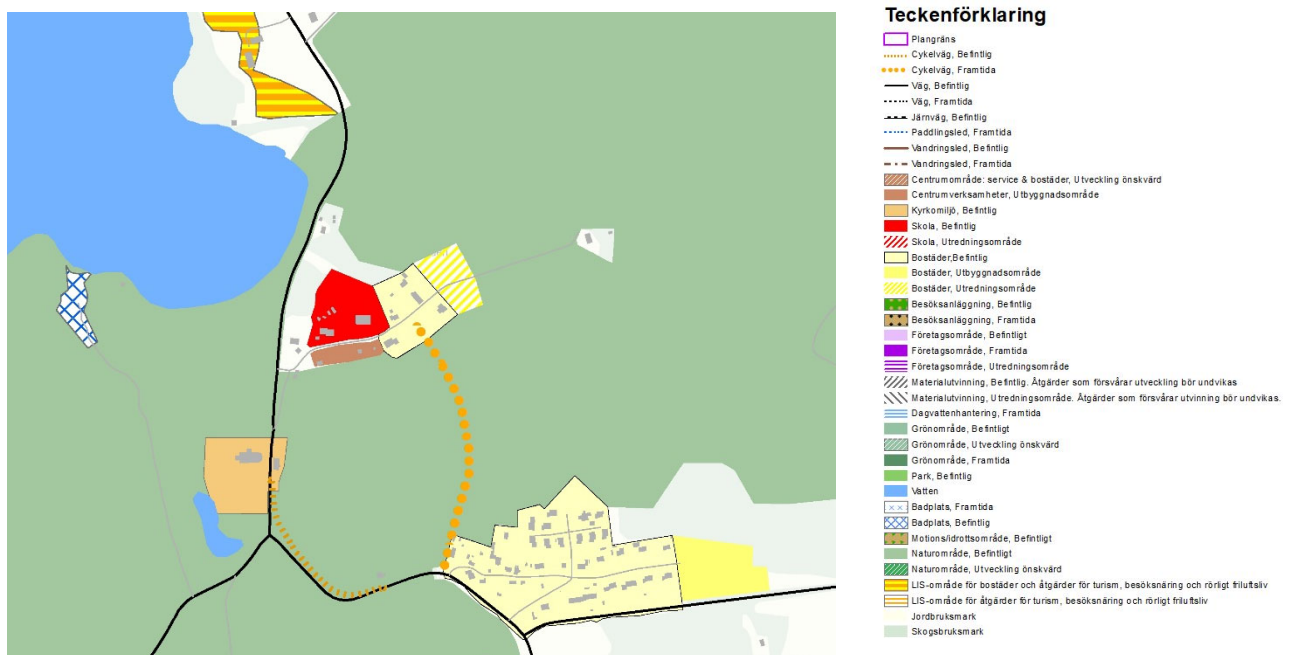 Teckenförklaring
Plangräns
Cykelväg, Befintlig
Cykelväg, Framtida
Väg, Befintlig
Väg, Framtida
Järnväg, Befintlig
Paddlingsled, Framtida
Vandringsled, Befintlig
Vandringsled, Framtida
Centrumområde: service & bostäder, Utveckling önskvärd
Centrumverksamheter, Utbyggnadsområde
Kyrkomiljö, Befintlig
Skola, Befintlig
Skola, Utredningsområde
Bostäder,Befintlig
Bostäder, Utbyggnadsområde
Bostäder, Utredningsområde
Besöksanläggning, Befintlig
Besöksanläggning, Framtida
Företagsområde, Befintligt
Företagsområde, Framtida
Företagsområde, Utredningsområde
Materialutvinning, Befintlig. Åtgärder som försvårar utveckling bör undvikas
Materialutvinning, Utredningsområde. Åtgärder som försvårar utvinning bör undvikas.
Dagvattenhantering, Framtida
Grönområde, Befintligt
Grönområde, Utveckling önskvärd
Grönområde, Framtida
Park, Befintlig
Vatten
Badplats, Framtida
Badplats, Befintlig
Motions/idrottsområde, Befintligt
Naturområde, Befintligt
Naturområde, Utveckling önskvärd
LIS-område för bostäder och åtgärder för turism, besöksnäring och rörligt friluftsliv
LIS-område för åtgärder för turism, besöksnäring och rörligt friluftsliv
Jordbruksmark
Skogsbruksmark